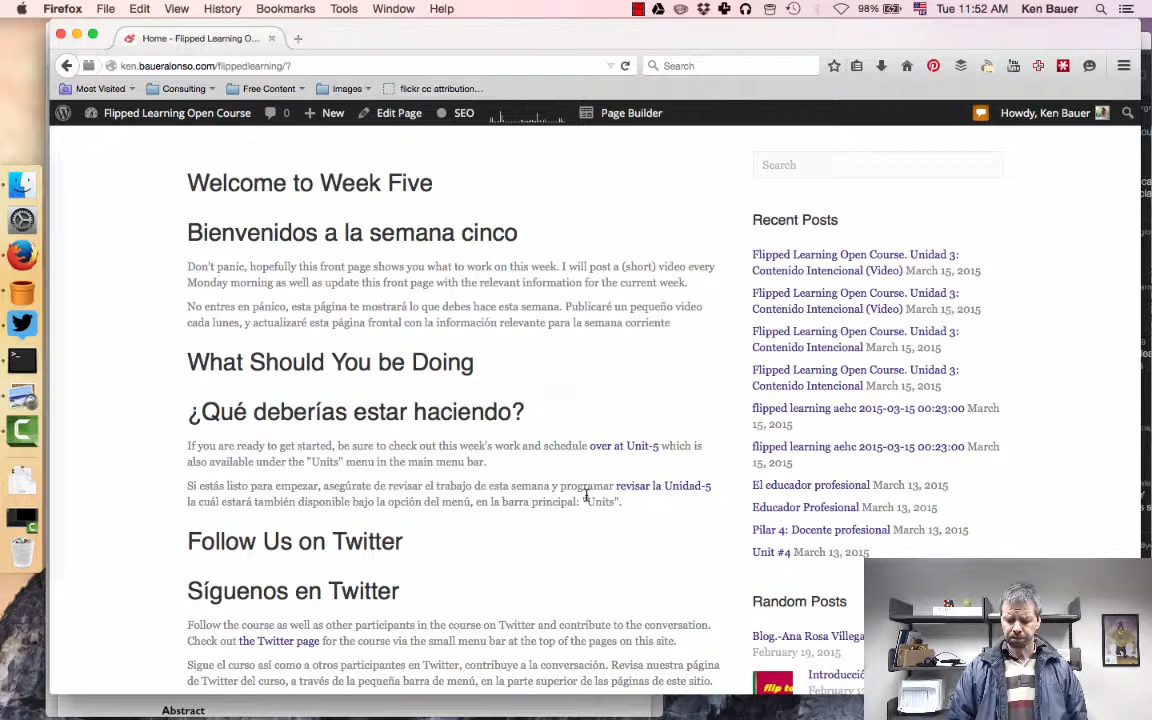 Firefox File Edit View History Bookmarks Tools Window Help 98% Tue 11:52 AM Ken Bauer
Home - Flipped Learning O...
ken.baueralonso.com/flippedlearning/? Search
Most Visited Consulting Free Content Images flickr cc attribution...
Flipped Learning Open Course 0 New Edit Page SEO Page Builder Howdy, Ken Bauer
Welcome to Week Five
Bienvenidos a la semana cinco
Don't panic, hopefully this front page shows you what to work on this week. I will post a (short) video every
Monday morning as well as update this front page with the relevant information for the current week.
No entres en pánico, esta página te mostrará lo que debes hace esta semana. Publicaré un pequeño video
cada lunes, y actualizaré esta página frontal con la información relevante para la semana corriente
What Should You be Doing
¿Qué deberías estar haciendo?
If you are ready to get started, be sure to check out this week's work and schedule over at Unit-5 which is
also available under the "Units" menu in the main menu bar.
Si estás listo para empezar, asegúrate de revisar el trabajo de esta semana y programar revisar la Unidad-5
la cuál estará también disponible bajo la opción del menú, en la barra principal: "Units".
Follow Us on Twitter
Síguenos en Twitter
Follow the course as well as other participants in the course on Twitter and contribute to the conversation.
Check out the Twitter page for the course via the small menu bar at the top of the pages on this site.
Sigue el curso así como a otros participantes en Twitter, contribuye a la conversación. Revisa nuestra página
de Twitter del curso, a través de la pequeña barra de menú, en la parte superior de las páginas de este sitio.
Search
Recent Posts
Flipped Learning Open Course. Unidad 3:
Contenido Intencional (Video) March 15, 2015
Flipped Learning Open Course. Unidad 3:
Contenido Intencional (Video) March 15, 2015
Flipped Learning Open Course. Unidad 3:
Contenido Intencional March 15, 2015
Flipped Learning Open Course. Unidad 3:
Contenido Intencional March 15, 2015
flipped learning aehc 2015-03-15 00:23:00 March
15, 2015
flipped learning aehc 2015-03-15 00:23:00 March
15, 2015
El educador profesional March 13, 2015
Educador Profesional March 13, 2015
Pilar 4: Docente profesional March 13, 2015
Unit #4 March 13, 2015
Random Posts
Blog.-Ana Rosa Villega
February 19, 2015
Introducció
February 19
flip to
Abstract